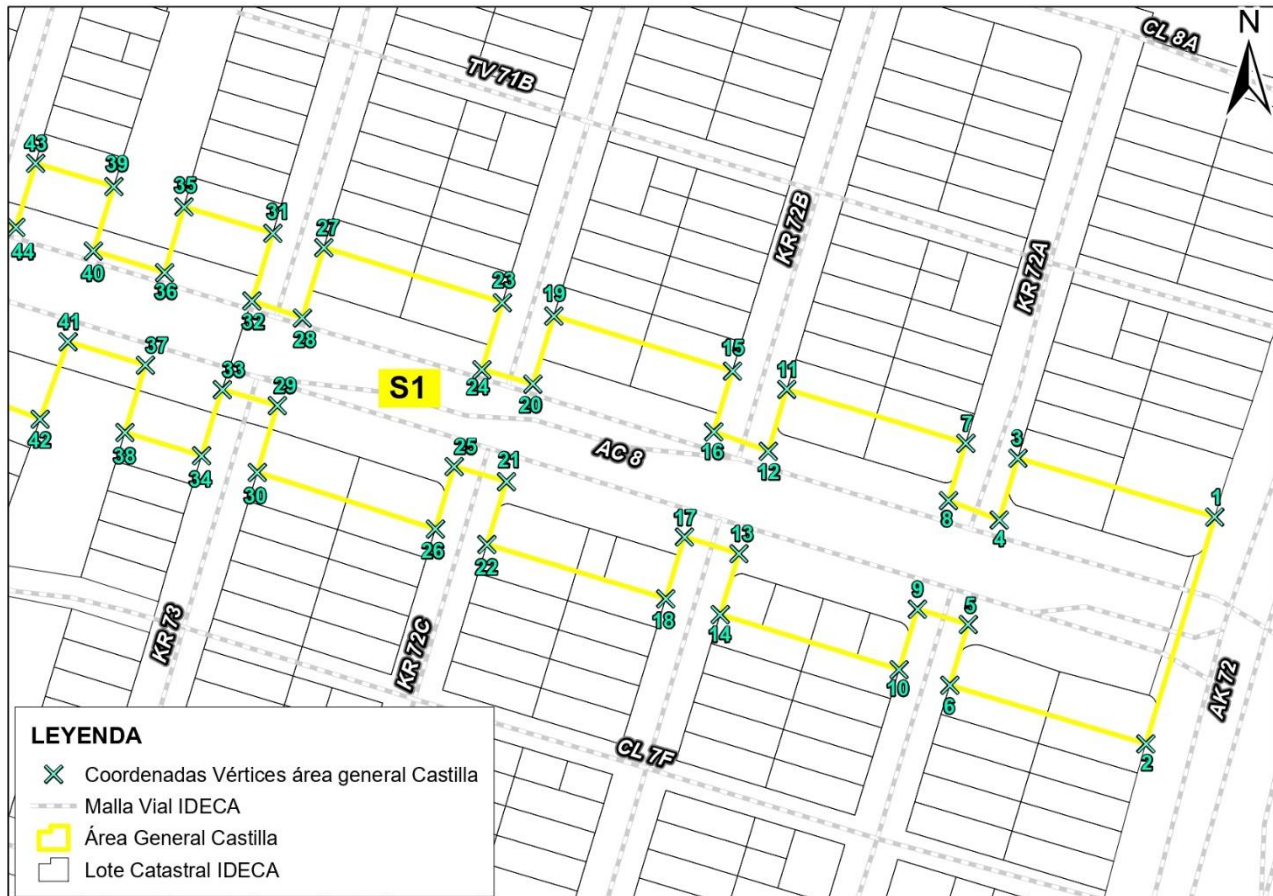 CL 8A
N
TV 71B
43
39
35
31
27
KR 72B
KR 72A
44
40
36
23
19
32
28
41
37
15
11
33
29
S1
24
20
7
3
42
38
34
25
21
AC 8
16
12
8
4
1
30
26
17
13
22
18
14
9
5
10
6
KR 73
KR 72C
AK 72
2
CL 7F
LEYENDA
Coordenadas Vértices área general Castilla
Malla Vial IDECA
Área General Castilla
Lote Catastral IDECA